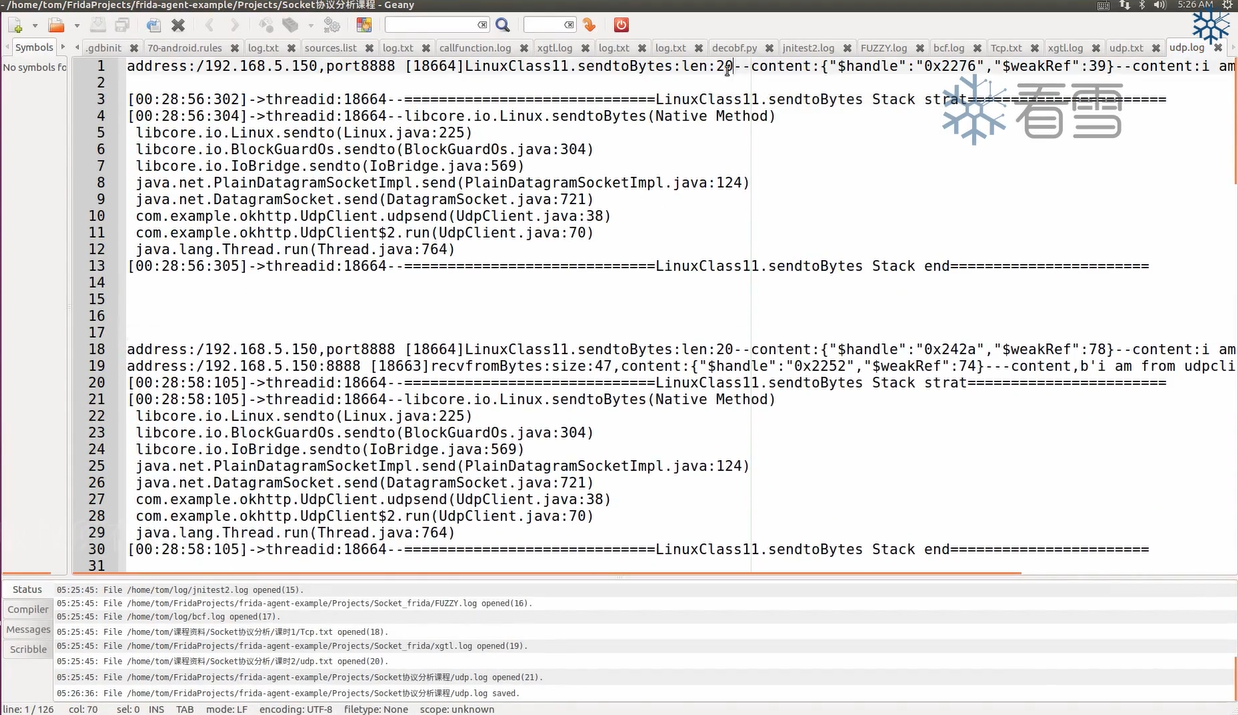 - /home/tom/FridaProjects/frida-agent-example/Projects/Socket协议分析课程 - Geany
5:26 AM
Symbols
.gdbinit
70-android.rules
log.txt
sources.list
log.txt
callfunction.log
xgtl.log
log.txt
log.txt
decobf.py
jnitest2.log
FUZZY.log
bcf.log
Tcp.txt
xgtl.log
udp.txt
udp.log
No symbols fo
1 address:/192.168.5.150,port8888 [18664]LinuxClass11.sendtoBytes:len:20--content:{"$handle":"0x2276","$weakRef":39}--content:i am
2
3 [00:28:56:302]->threadid:18664--=============================LinuxClass11.sendtoBytes Stack strat=======================
4 [00:28:56:304]->threadid:18664--libcore.io.Linux.sendtoBytes(Native Method)
5 libcore.io.Linux.sendto(Linux.java:225)
6 libcore.io.BlockGuardOs.sendto(BlockGuardOs.java:304)
7 libcore.io.IoBridge.sendto(IoBridge.java:569)
8 java.net.PlainDatagramSocketImpl.send(PlainDatagramSocketImpl.java:124)
9 java.net.DatagramSocket.send(DatagramSocket.java:721)
10 com.example.okhttp.UdpClient.udpsend(UdpClient.java:38)
11 com.example.okhttp.UdpClient$2.run(UdpClient.java:70)
12 java.lang.Thread.run(Thread.java:764)
13 [00:28:56:305]->threadid:18664--=============================LinuxClass11.sendtoBytes Stack end=======================
14
15
16
17
18 address:/192.168.5.150,port8888 [18664]LinuxClass11.sendtoBytes:len:20--content:{"$handle":"0x242a","$weakRef":78}--content:i am
19 address:/192.168.5.150:8888 [18663]recvfromBytes:size:47,content:{"$handle":"0x2252","$weakRef":74}---content,b'i am from udpcli
20 [00:28:58:105]->threadid:18664--=============================LinuxClass11.sendtoBytes Stack strat=======================
21 [00:28:58:105]->threadid:18664--libcore.io.Linux.sendtoBytes(Native Method)
22 libcore.io.Linux.sendto(Linux.java:225)
23 libcore.io.BlockGuardOs.sendto(BlockGuardOs.java:304)
24 libcore.io.IoBridge.sendto(IoBridge.java:569)
25 java.net.PlainDatagramSocketImpl.send(PlainDatagramSocketImpl.java:124)
26 java.net.DatagramSocket.send(DatagramSocket.java:721)
27 com.example.okhttp.UdpClient.udpsend(UdpClient.java:38)
28 com.example.okhttp.UdpClient$2.run(UdpClient.java:70)
29 java.lang.Thread.run(Thread.java:764)
30 [00:28:58:105]->threadid:18664--=============================LinuxClass11.sendtoBytes Stack end=======================
31
看雪
Status
Compiler
Messages
Scribble
05:25:45: File /home/tom/log/jnitest2.log opened(15).
05:25:45: File /home/tom/FridaProjects/frida-agent-example/Projects/Socket_frida/FUZZY.log opened(16).
05:25:45: File /home/tom/log/bcf.log opened(17).
05:25:45: File /home/tom/课程资料/Socket协议分析/课时1/Tcp.txt opened(18).
05:25:45: File /home/tom/FridaProjects/frida-agent-example/Projects/Socket_frida/xgtl.log opened(19).
05:25:45: File /home/tom/课程资料/Socket协议分析/课时2/udp.txt opened(20).
05:25:45: File /home/tom/FridaProjects/frida-agent-example/Projects/Socket协议分析课程/udp.log opened(21).
05:26:36: File /home/tom/FridaProjects/frida-agent-example/Projects/Socket协议分析课程/udp.log saved.
line: 1 / 126 col: 70 sel: 0 INS TAB mode: LF encoding: UTF-8 filetype: None scope: unknown